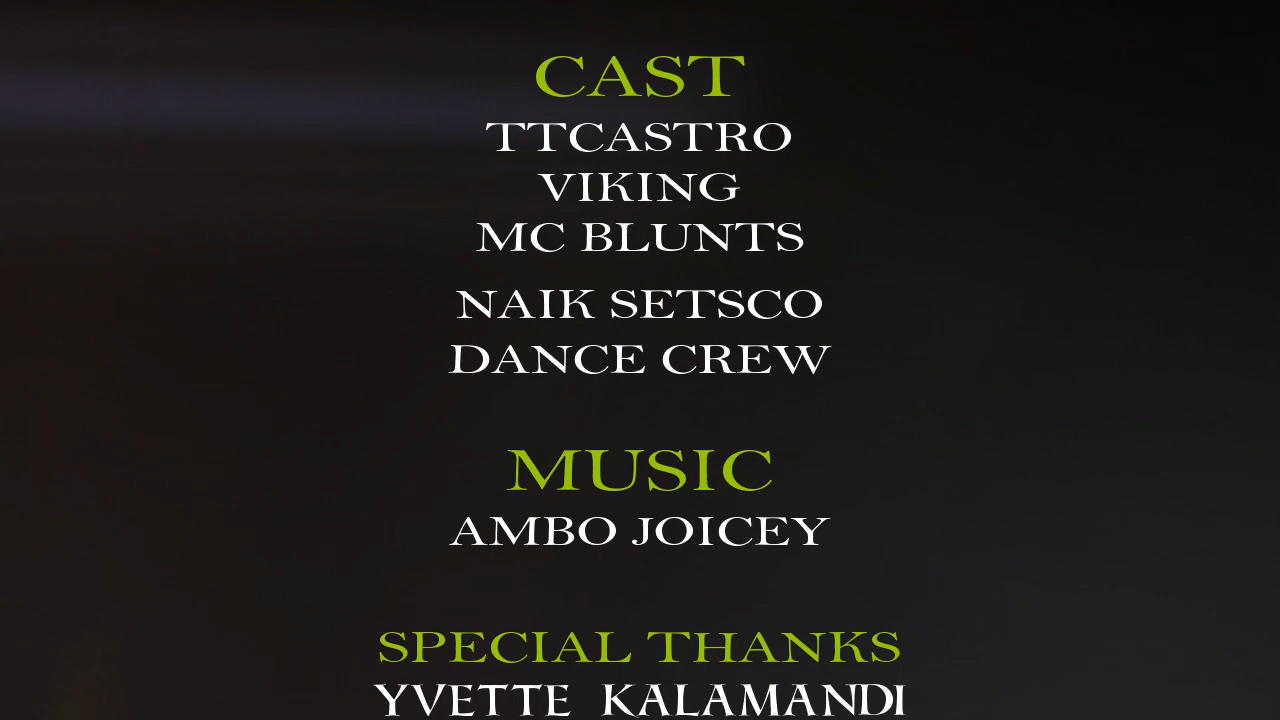 CAST
TTCASTRO
VIKING
MC BLUNTS
NAIK SETSCO
DANCE CREW
MUSIC
AMBO JOICEY
SPECIAL THANKS
YVETTE KALAMANDI